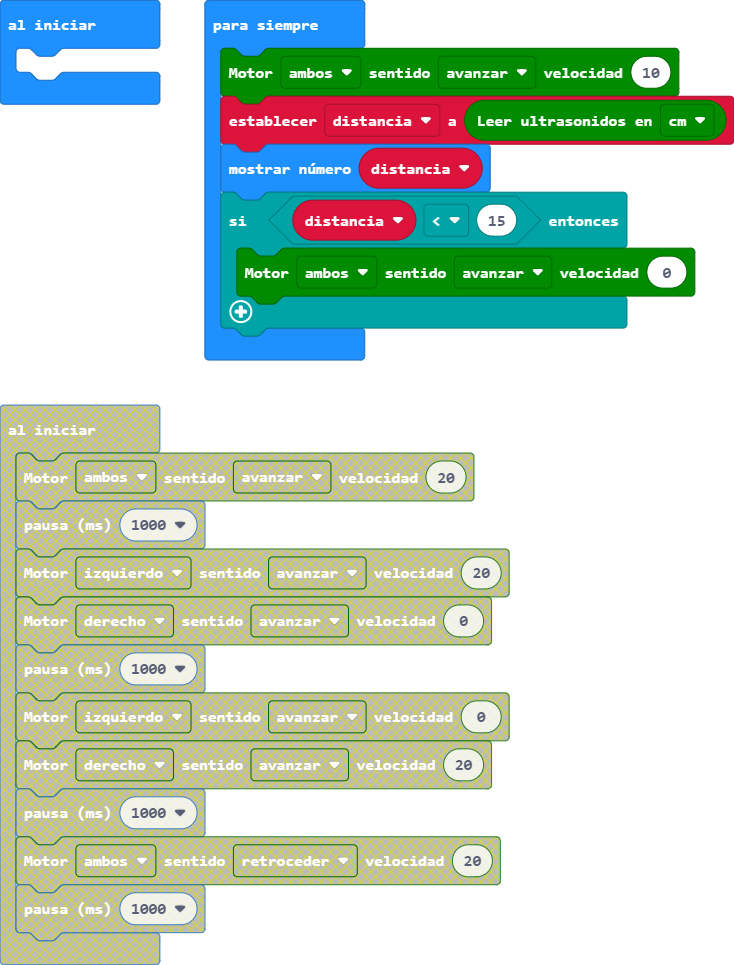 al iniciar
para siempre
Motor ambos sentido avanzar velocidad 10
establecer distancia a Leer ultrasonidos en cm
mostrar número distancia
si distancia < 15 entonces
Motor ambos sentido avanzar velocidad 0
al iniciar
Motor ambos sentido avanzar velocidad 20
pausa (ms) 1000
Motor izquierdo sentido avanzar velocidad 20
Motor derecho sentido avanzar velocidad 0
pausa (ms) 1000
Motor izquierdo sentido avanzar velocidad 0
Motor derecho sentido avanzar velocidad 20
pausa (ms) 1000
Motor ambos sentido retroceder velocidad 20
pausa (ms) 1000